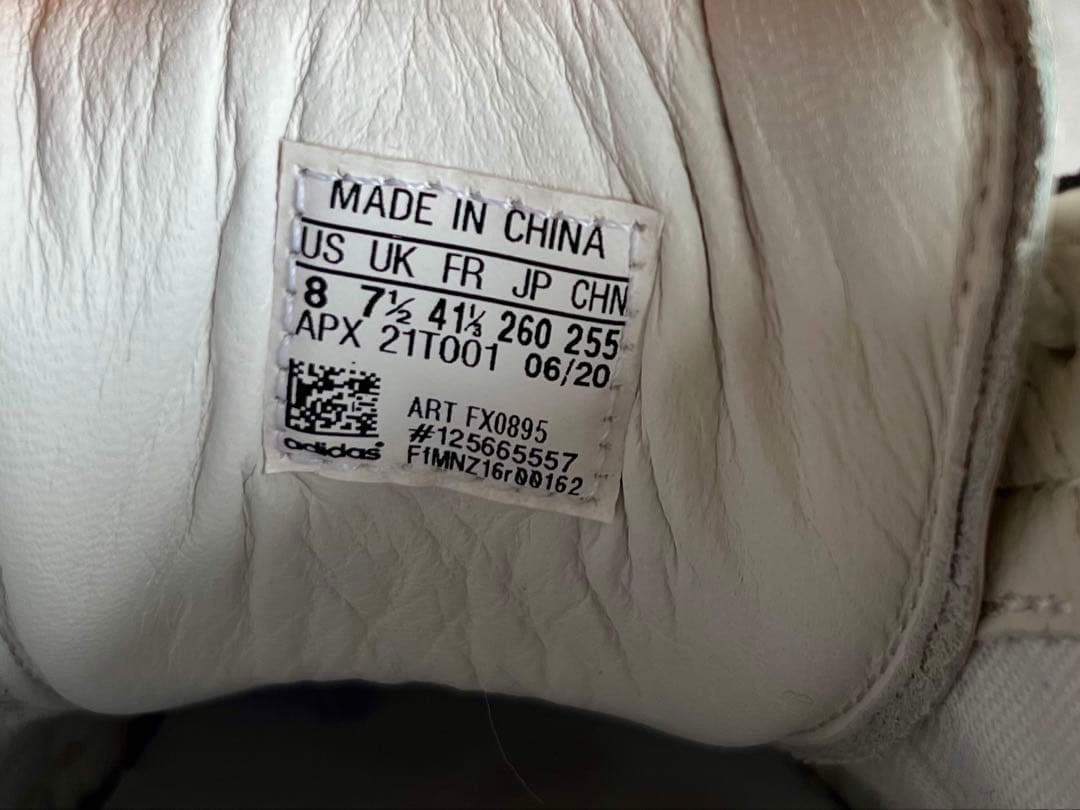 MADE IN CHINA
US UK FR JP CHN
8 7½ 41⅓ 260 255
APX 21T001 06/20
ART FX0895
#125665557
F1MNZ16r00162
adidas